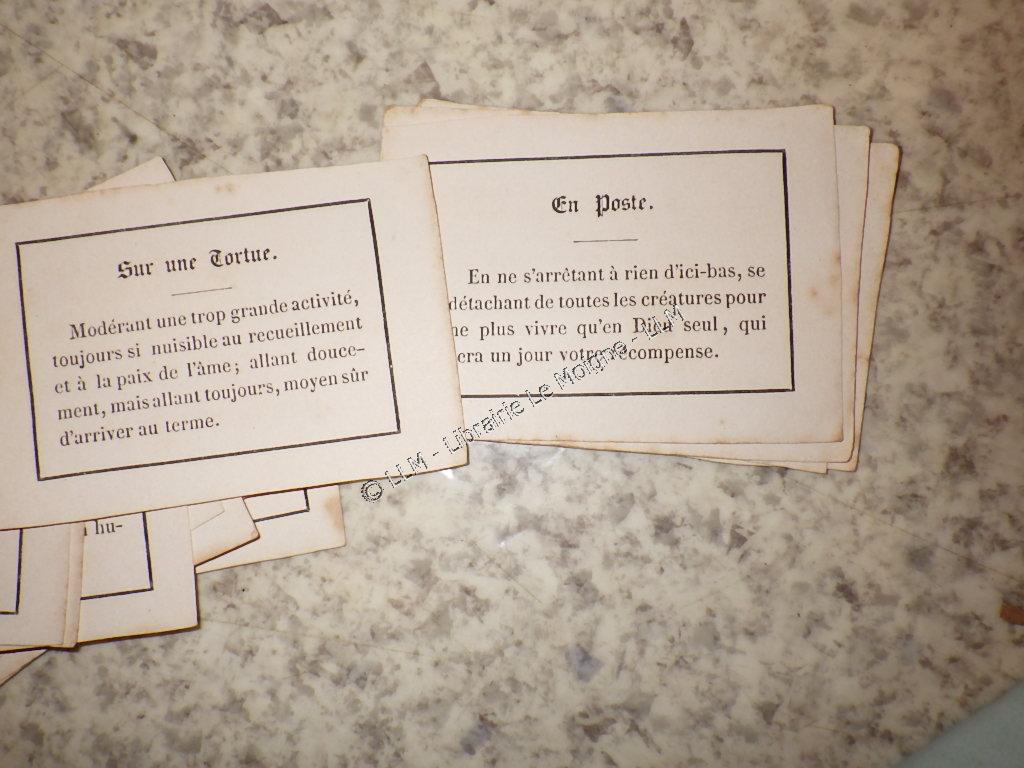 Sur une Tortue.
Modérant une trop grande activité,
toujours si nuisible au recueillement
et à la paix de l'âme; allant douce-
ment, mais allant toujours, moyen sûr
d'arriver au terme.
En Poste.
En ne s'arrêtant à rien d'ici-bas, se
détachant de toutes les créatures pour
ne plus vivre qu'en Dieu seul, qui
sera un jour votre récompense.
hu-
© LLM - Librairie Le Moigne - LLM